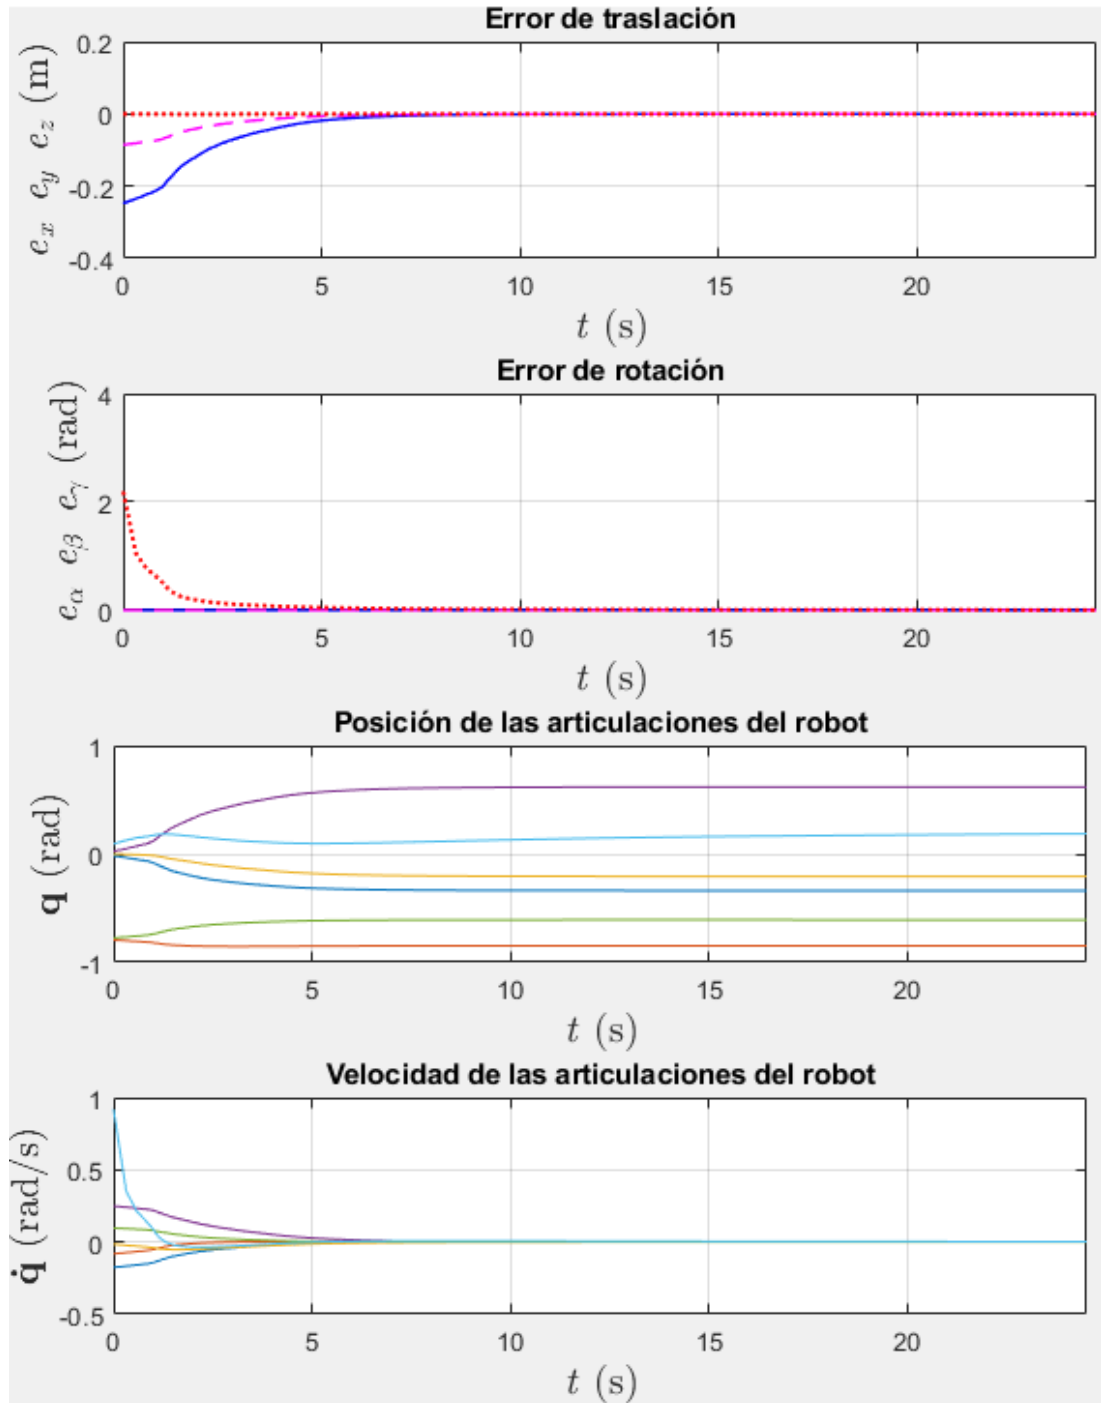 Error de traslación
e_x e_y e_z (m)
0.2
0
-0.2
-0.4
0 5 10 15 20
t (s)
Error de rotación
e_α e_β e_γ (rad)
4
2
0
0 5 10 15 20
t (s)
Posición de las articulaciones del robot
q (rad)
1
0
-1
0 5 10 15 20
t (s)
Velocidad de las articulaciones del robot
q̇ (rad/s)
1
0.5
0
-0.5
0 5 10 15 20
t (s)